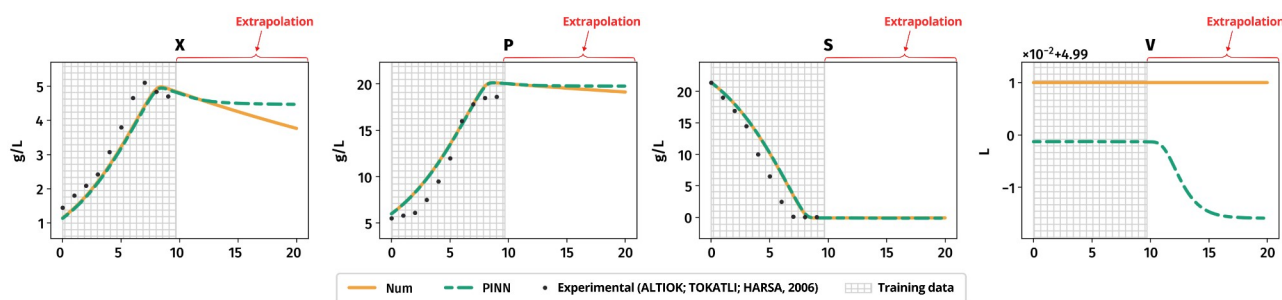 Extrapolation Extrapolation Extrapolation Extrapolation
X P S V
×10−2+4.99
g/L
5
4
3
2
1
0 5 10 15 20
g/L
20
15
10
5
0 5 10 15 20
g/L
20
15
10
5
0
0 5 10 15 20
L
1
0
−1
0 5 10 15 20
Num PINN Experimental (ALTIOK; TOKATLI; HARSA, 2006) Training data